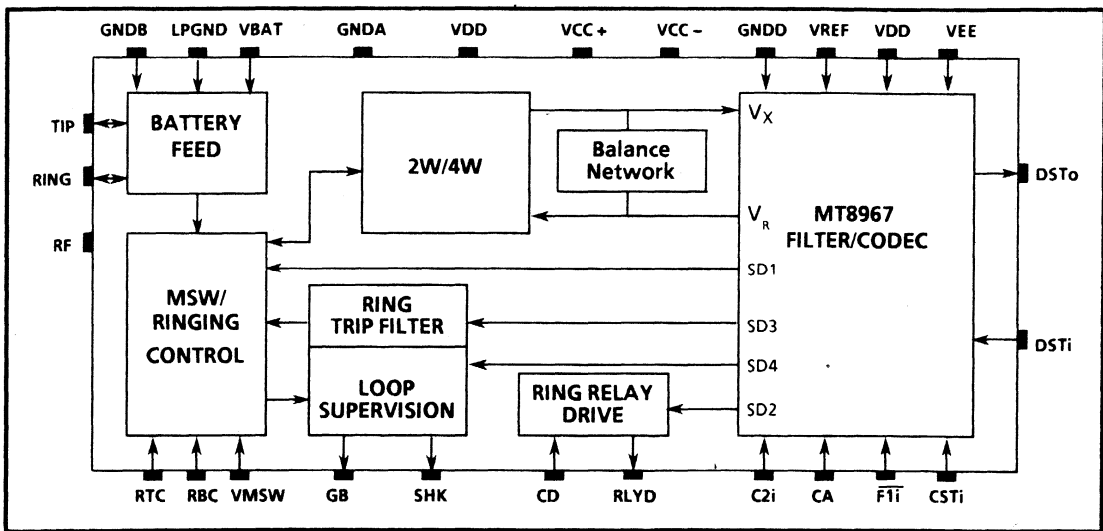 GNDB LPGND VBAT GNDA VDD VCC + VCC – GNDD VREF VDD VEE
TIP
RING
RF
BATTERY
FEED
2W/4W
Balance
Network
VX
VR
SD1
SD3
SD4
SD2
MT8967
FILTER/CODEC
DSTo
DSTi
MSW/
RINGING
CONTROL
RING
TRIP FILTER
LOOP
SUPERVISION
RING RELAY
DRIVE
RTC RBC VMSW GB SHK CD RLYD C2i CA F1i CSTi